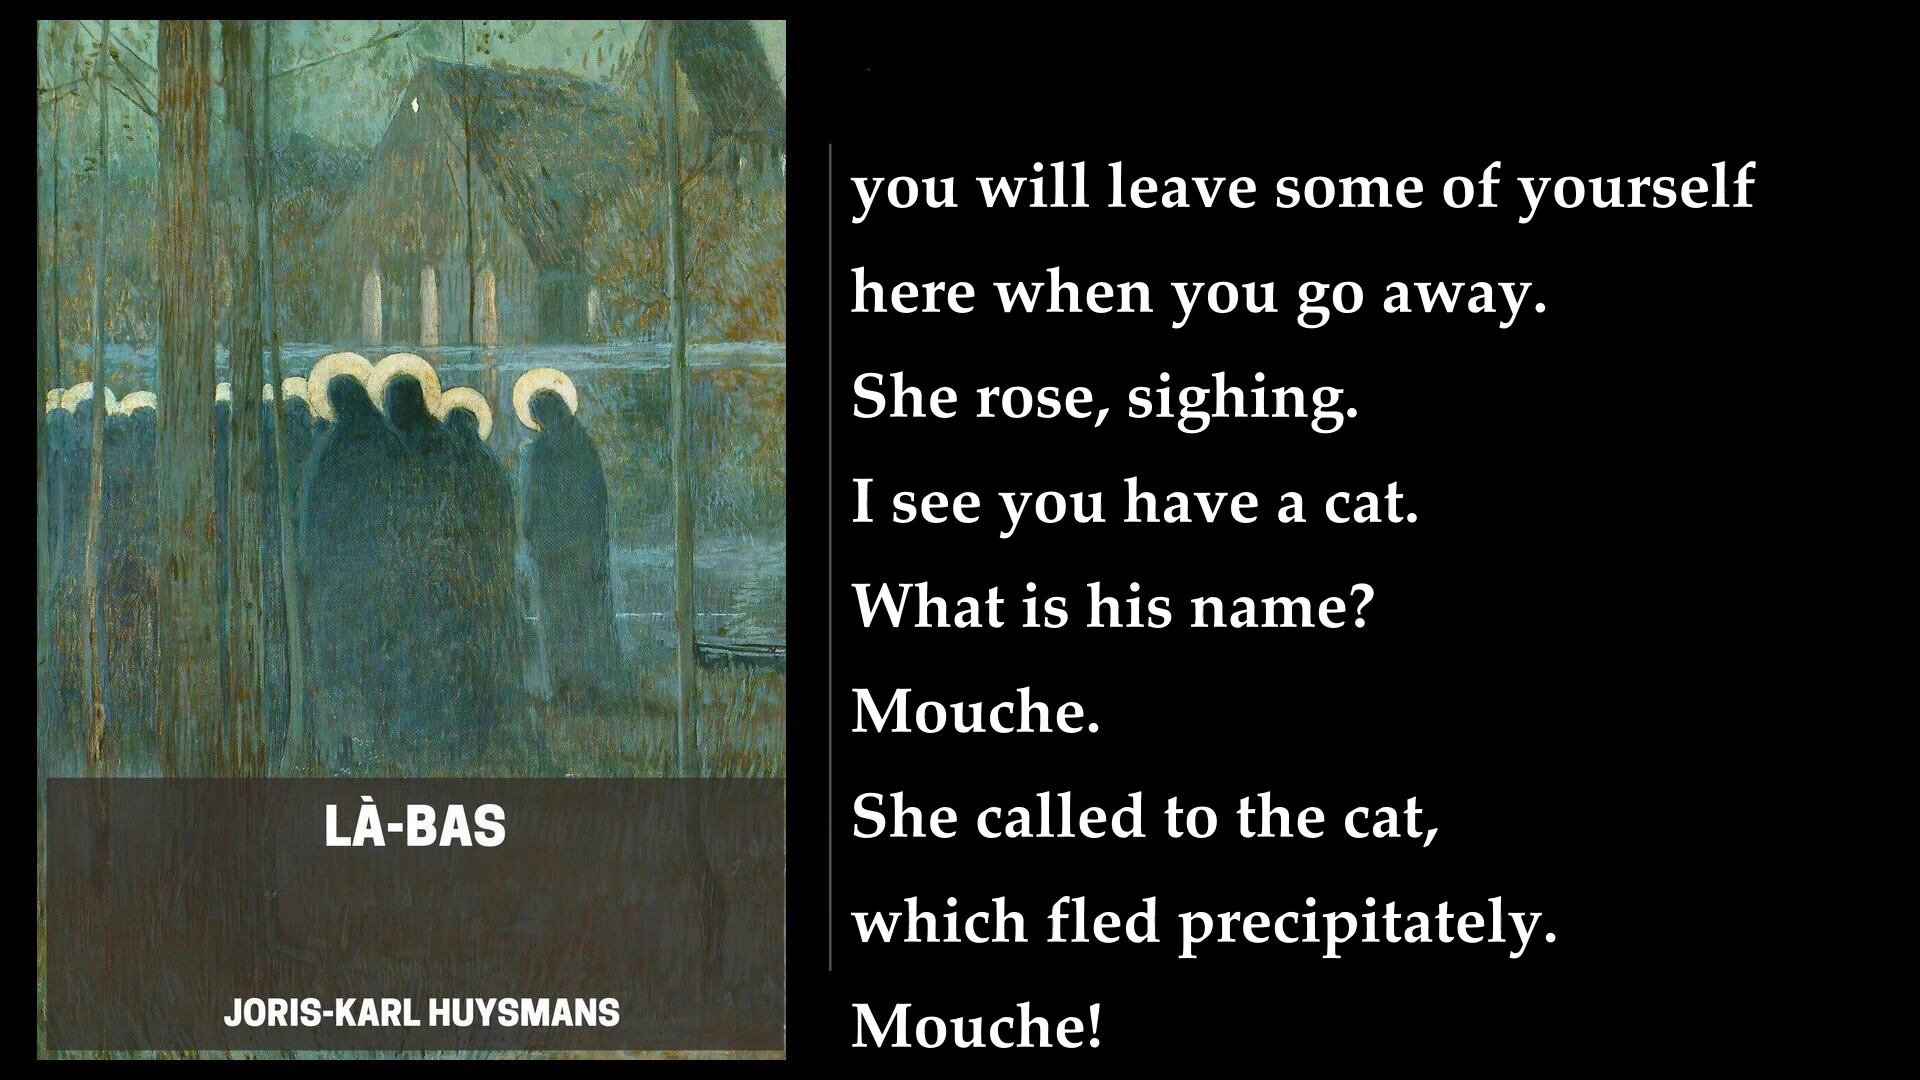 LÀ-BAS
JORIS-KARL HUYSMANS
you will leave some of yourself
here when you go away.
She rose, sighing.
I see you have a cat.
What is his name?
Mouche.
She called to the cat,
which fled precipitately.
Mouche!